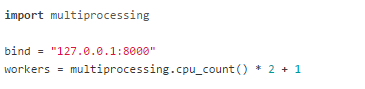 import multiprocessing
bind = "127.0.0.1:8000"
workers = multiprocessing.cpu_count() * 2 + 1